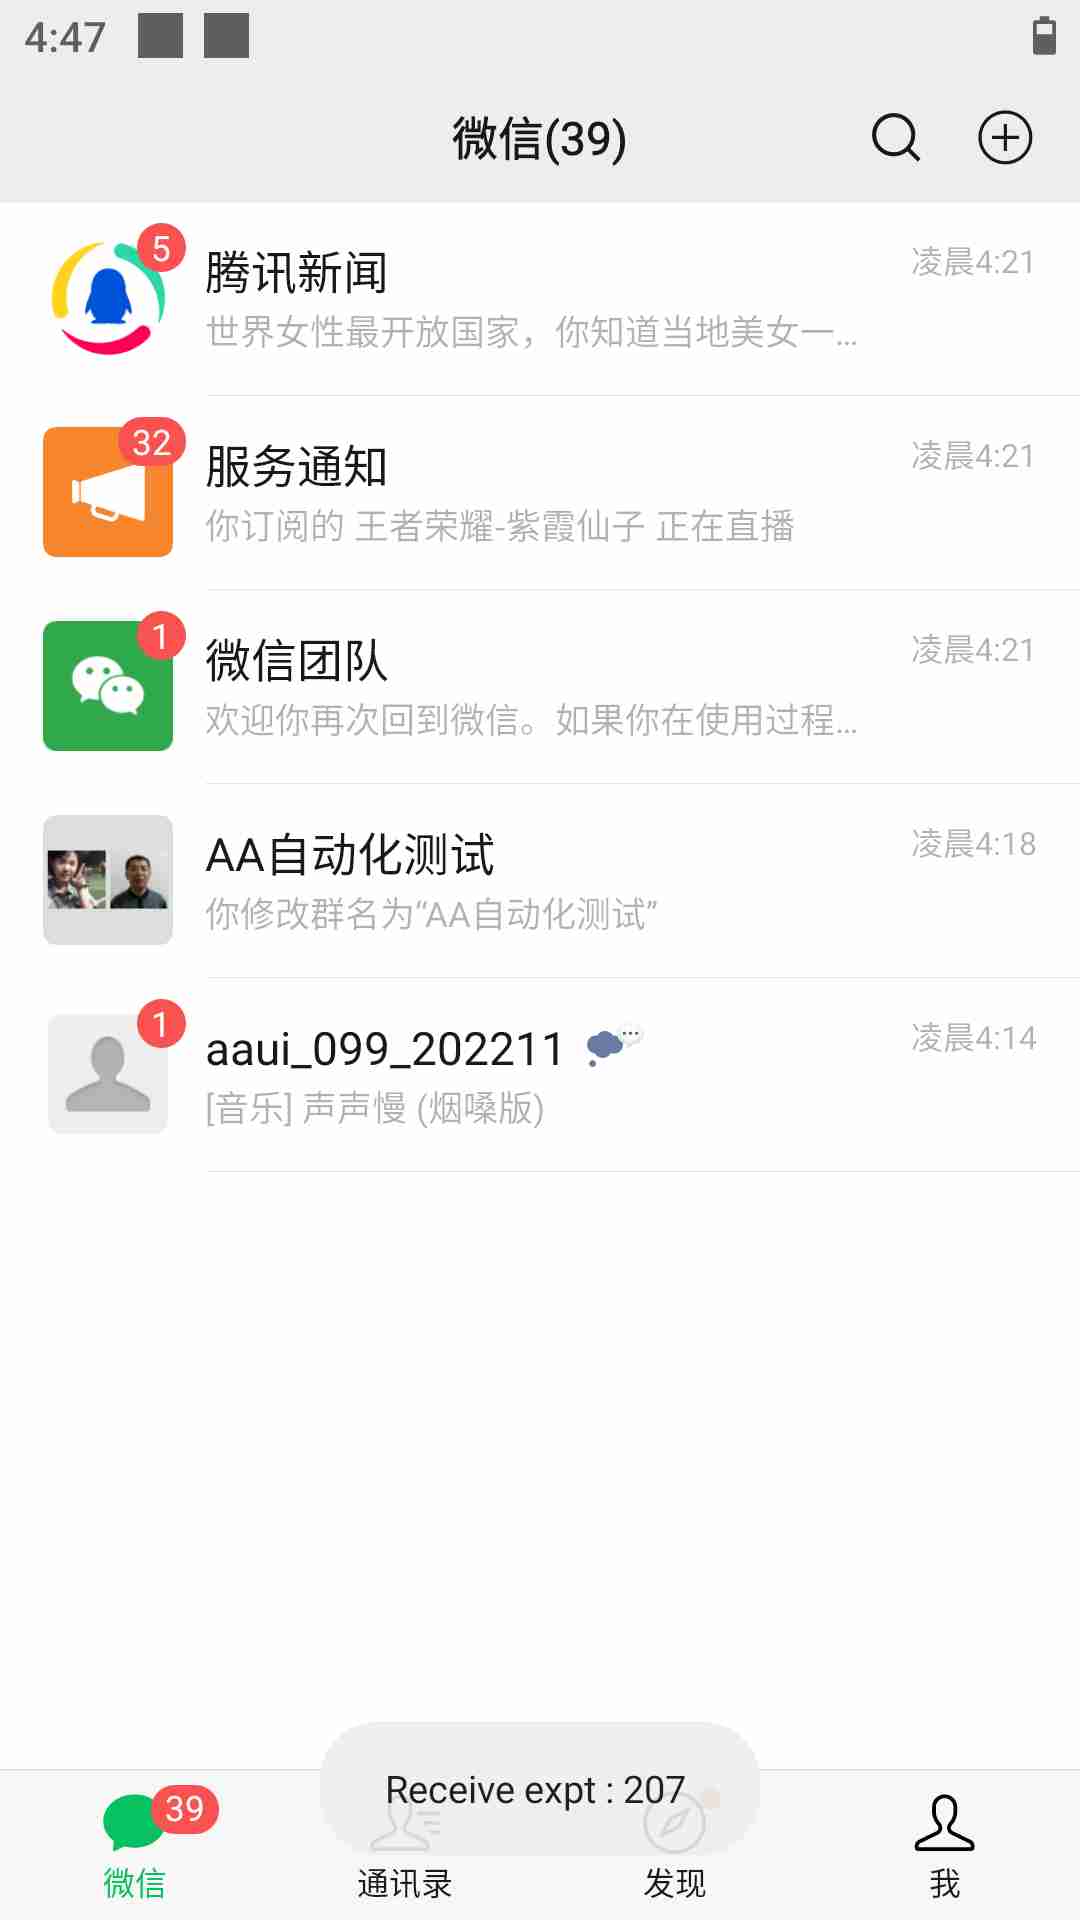 4:47
微信(39)
5
腾讯新闻
凌晨4:21
世界女性最开放国家，你知道当地美女一...
32
服务通知
凌晨4:21
你订阅的 王者荣耀-紫霞仙子 正在直播
1
微信团队
凌晨4:21
欢迎你再次回到微信。如果你在使用过程...
AA自动化测试
凌晨4:18
你修改群名为“AA自动化测试”
1
aaui_099_202211
凌晨4:14
[音乐] 声声慢 (烟嗓版)
Receive expt : 207
39
微信
通讯录
发现
我